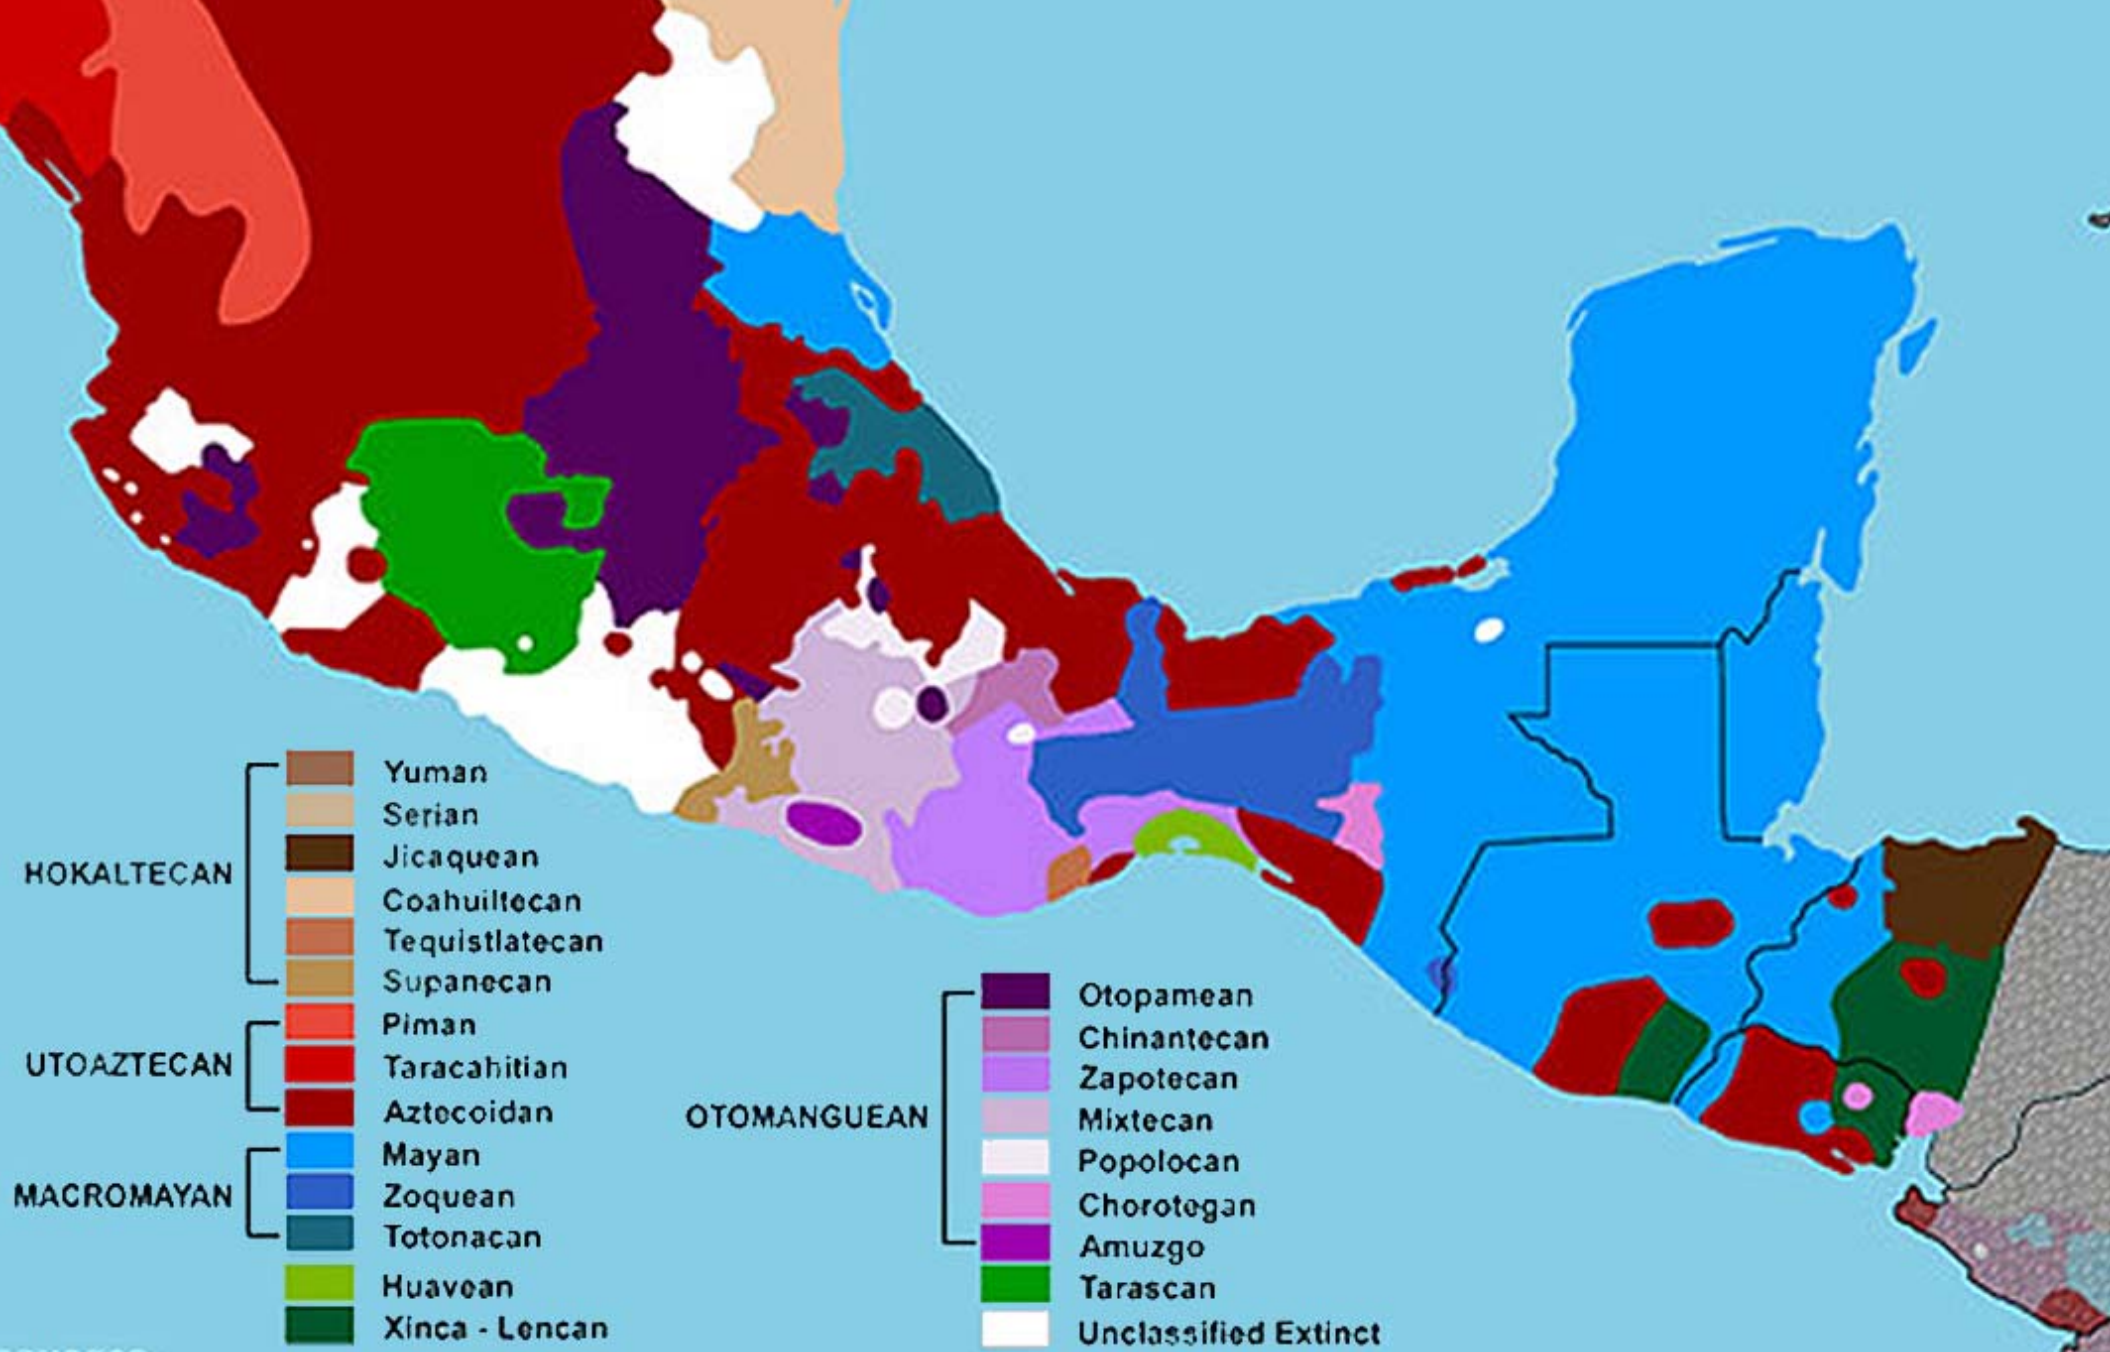 Yuman
Serian
HOKALTECAN
Jicaquean
Coahuiltecan
Tequistlatecan
Supanecan
UTOAZTECAN
Piman
Taracahitian
Aztecoidan
MACROMAYAN
Mayan
Zoquean
Totonacan
Huavean
Xinca - Lencan
OTOMANGUEAN
Otopamean
Chinantecan
Zapotecan
Mixtecan
Popolocan
Chorotegan
Amuzgo
Tarascan
Unclassified Extinct